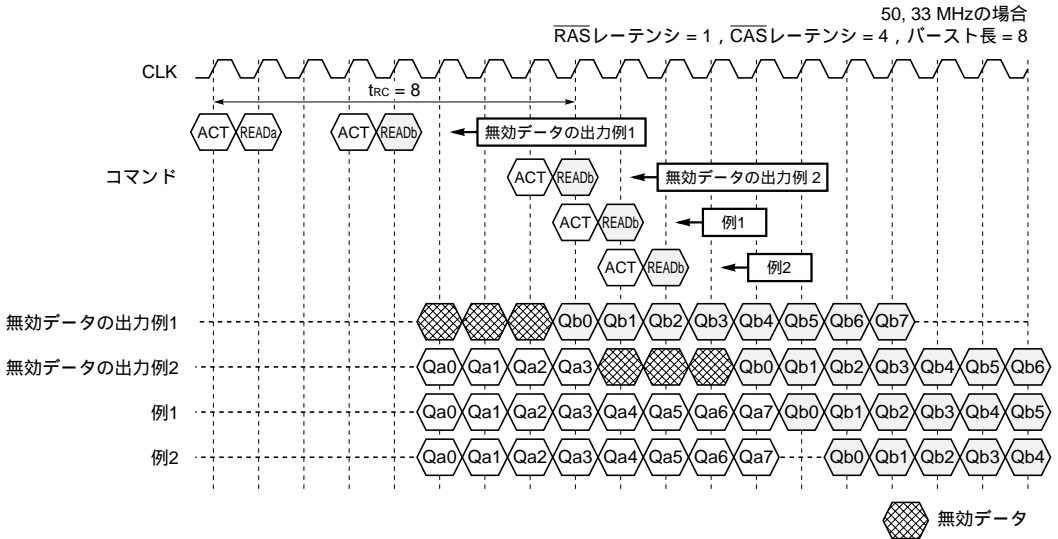 50, 33 MHzの場合
RASレーテンシ = 1 , CASレーテンシ = 4 , バースト長 = 8
CLK
tRC = 8
ACT READa ACT READb 無効データの出力例1
コマンド
ACT READb 無効データの出力例 2
ACT READb 例1
ACT READb 例2
無効データの出力例1 Qb0 Qb1 Qb2 Qb3 Qb4 Qb5 Qb6 Qb7
無効データの出力例2 Qa0 Qa1 Qa2 Qa3 Qb0 Qb1 Qb2 Qb3 Qb4 Qb5 Qb6
例1 Qa0 Qa1 Qa2 Qa3 Qa4 Qa5 Qa6 Qa7 Qb0 Qb1 Qb2 Qb3 Qb4 Qb5
例2 Qa0 Qa1 Qa2 Qa3 Qa4 Qa5 Qa6 Qa7 Qb0 Qb1 Qb2 Qb3 Qb4
無効データ